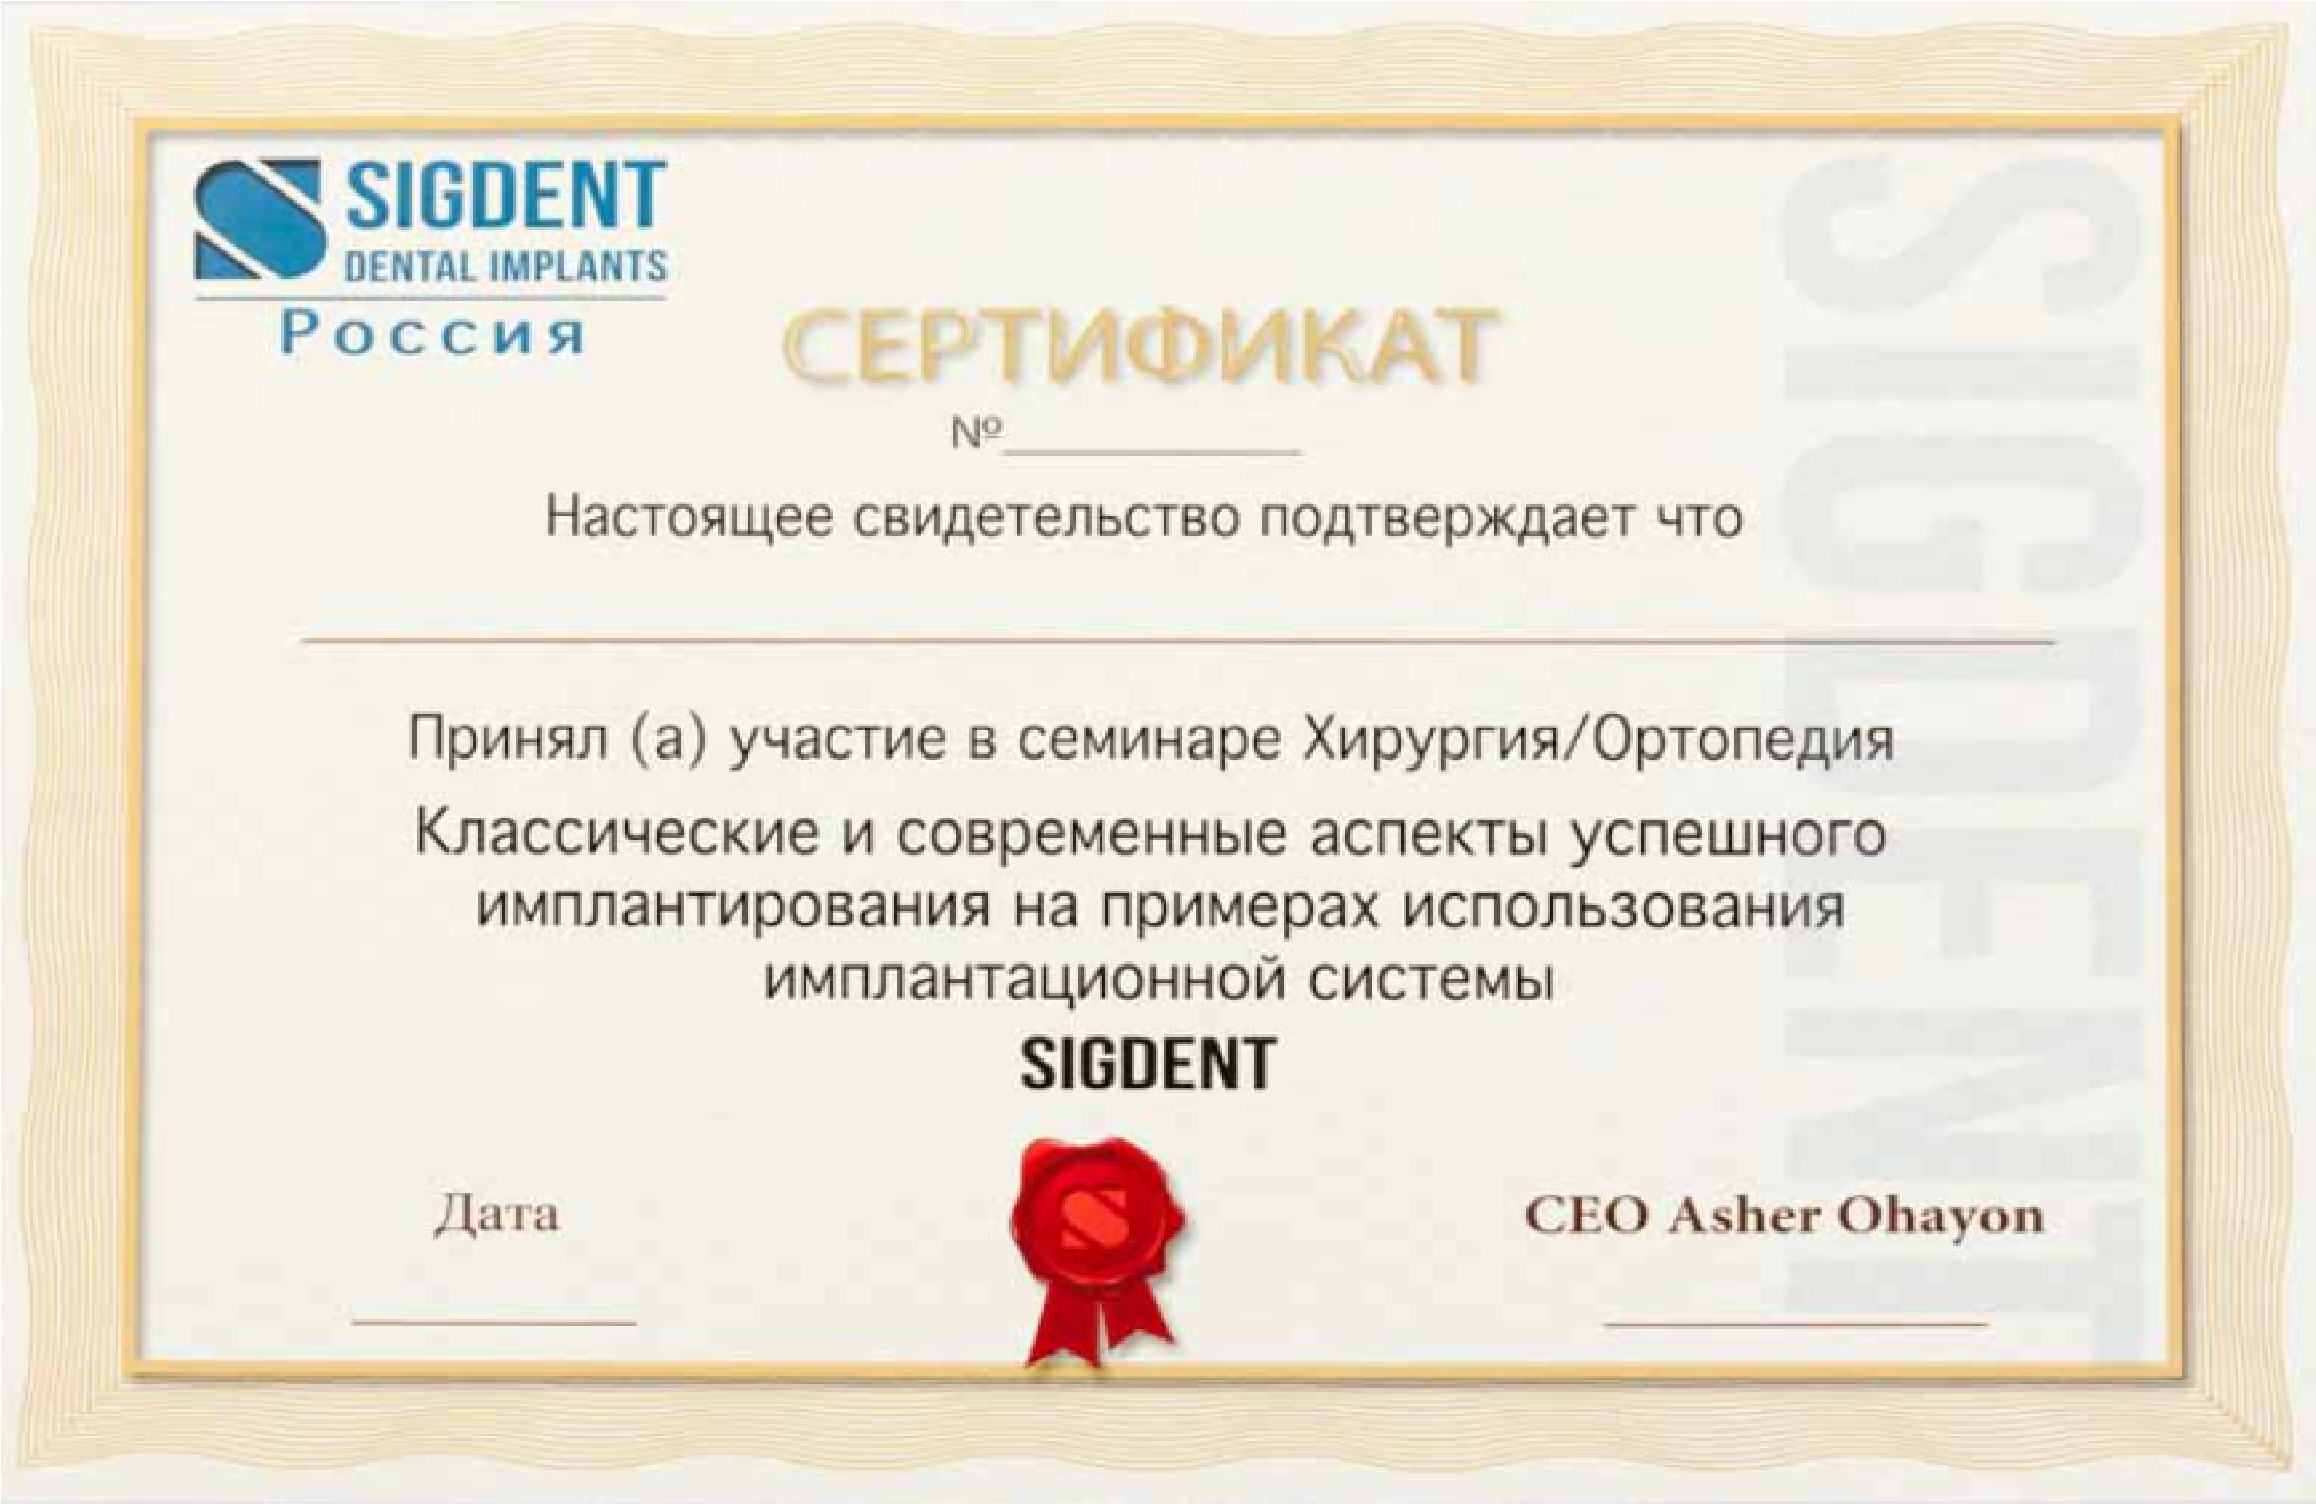 SIGDENT
DENTAL IMPLANTS
Россия
СЕРТИФИКАТ
№
Настоящее свидетельство подтверждает что
Принял (а) участие в семинаре Хирургия/Ортопедия
Классические и современные аспекты успешного
имплантирования на примерах использования
имплантационной системы
SIGDENT
Дата
CEO Asher Ohayon
SIGDENT